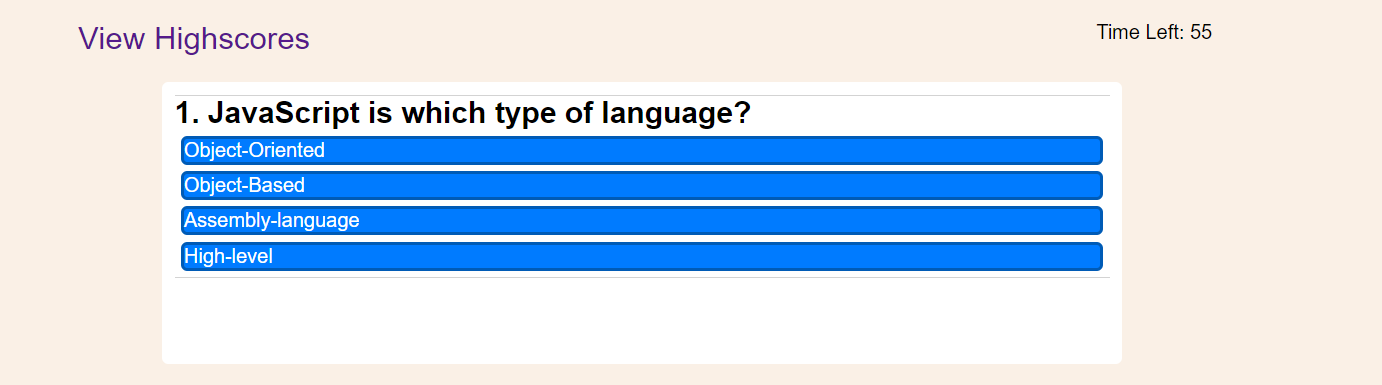 View Highscores
Time Left: 55
1. JavaScript is which type of language?
Object-Oriented
Object-Based
Assembly-language
High-level